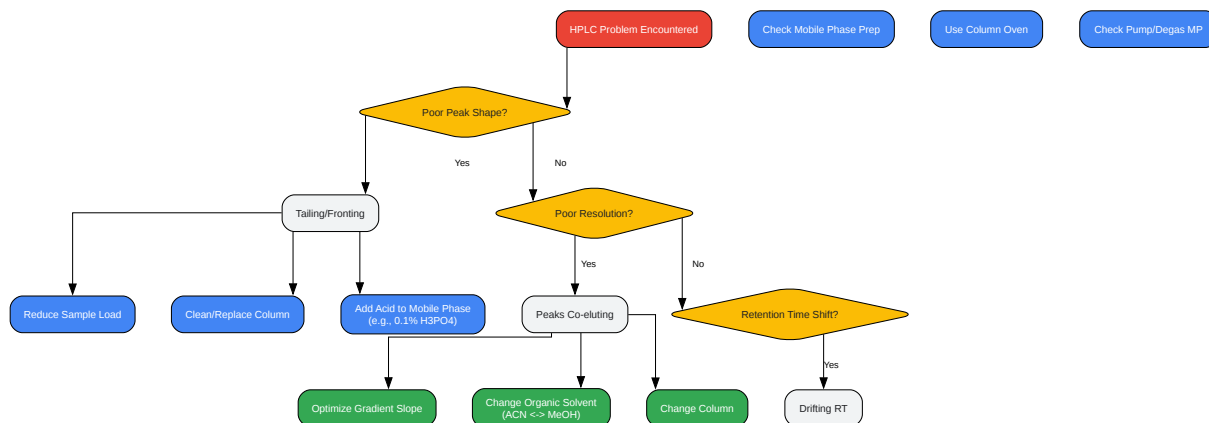 HPLC Problem Encountered
Check Mobile Phase Prep
Use Column Oven
Check Pump/Degas MP
Poor Peak Shape?
Yes
No
Tailing/Fronting
Poor Resolution?
Yes
No
Reduce Sample Load
Clean/Replace Column
Add Acid to Mobile Phase
(e.g., 0.1% H3PO4)
Peaks Co-eluting
Retention Time Shift?
Yes
Optimize Gradient Slope
Change Organic Solvent
(ACN <-> MeOH)
Change Column
Drifting RT